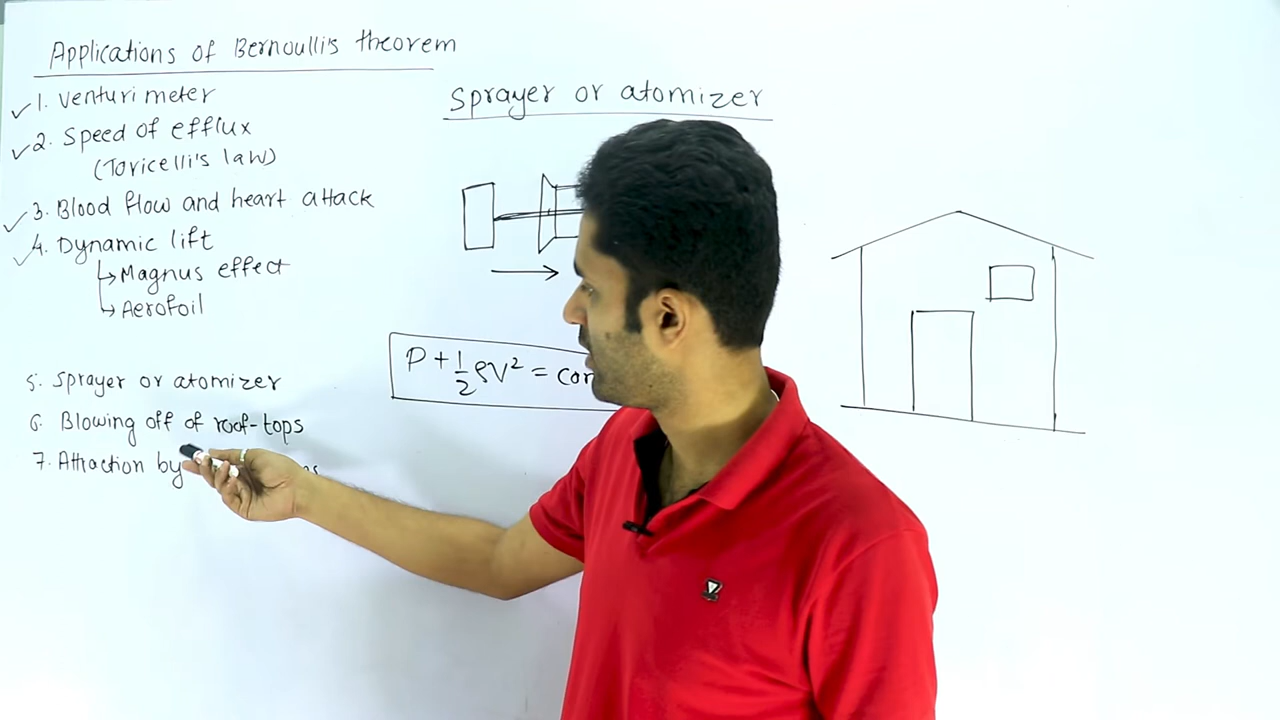 Applications of Bernoulli's theorem
1. Venturi meter
2. Speed of efflux
(Toricelli's law)
3. Blood flow and heart attack
4. Dynamic lift
Magnus effect
Aerofoil
5. Sprayer or atomizer
6. Blowing off of roof-tops
7. Attraction by
Sprayer or atomizer
P + 1/2 ρV² =